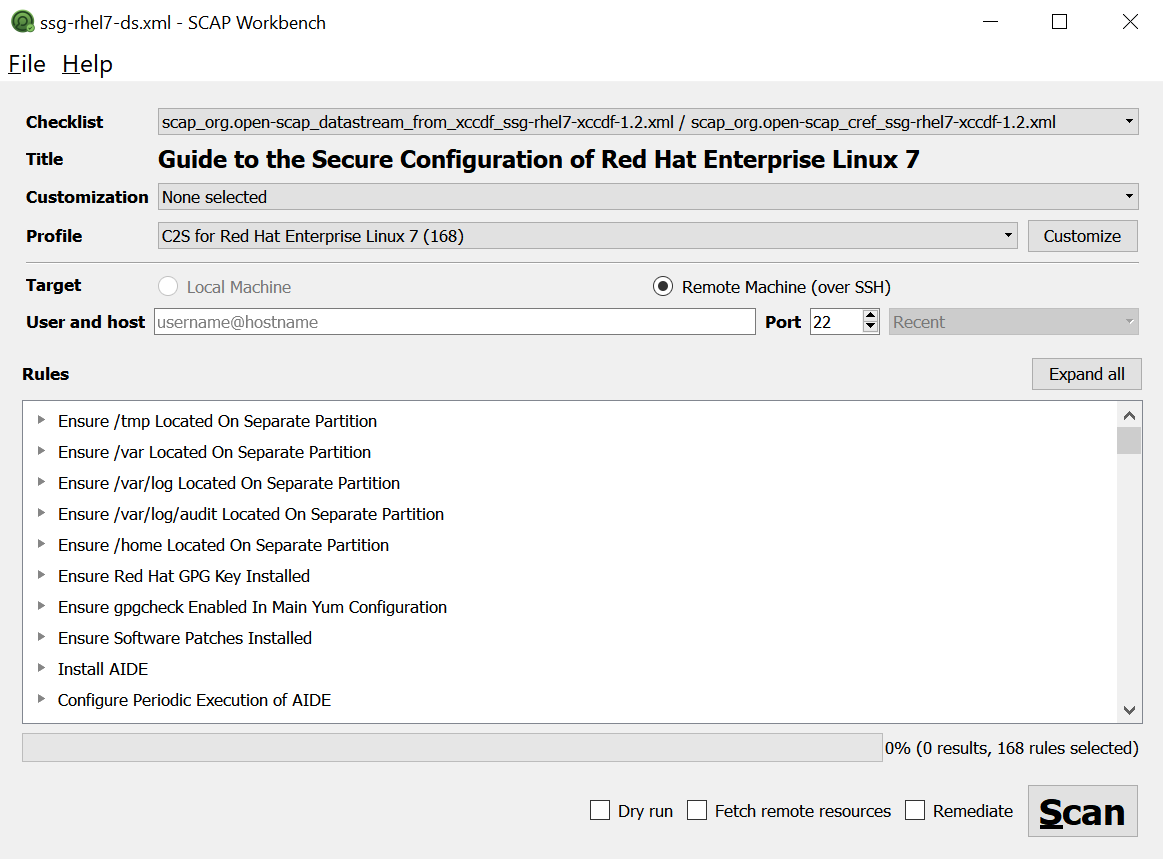 ssg-rhel7-ds.xml - SCAP Workbench
File Help
Checklist scap_org.open-scap_datastream_from_xccdf_ssg-rhel7-xccdf-1.2.xml / scap_org.open-scap_cref_ssg-rhel7-xccdf-1.2.xml
Title Guide to the Secure Configuration of Red Hat Enterprise Linux 7
Customization None selected
Profile C2S for Red Hat Enterprise Linux 7 (168) Customize
Target Local Machine Remote Machine (over SSH)
User and host username@hostname Port 22 Recent
Rules Expand all
Ensure /tmp Located On Separate Partition
Ensure /var Located On Separate Partition
Ensure /var/log Located On Separate Partition
Ensure /var/log/audit Located On Separate Partition
Ensure /home Located On Separate Partition
Ensure Red Hat GPG Key Installed
Ensure gpgcheck Enabled In Main Yum Configuration
Ensure Software Patches Installed
Install AIDE
Configure Periodic Execution of AIDE
0% (0 results, 168 rules selected)
Dry run Fetch remote resources Remediate Scan